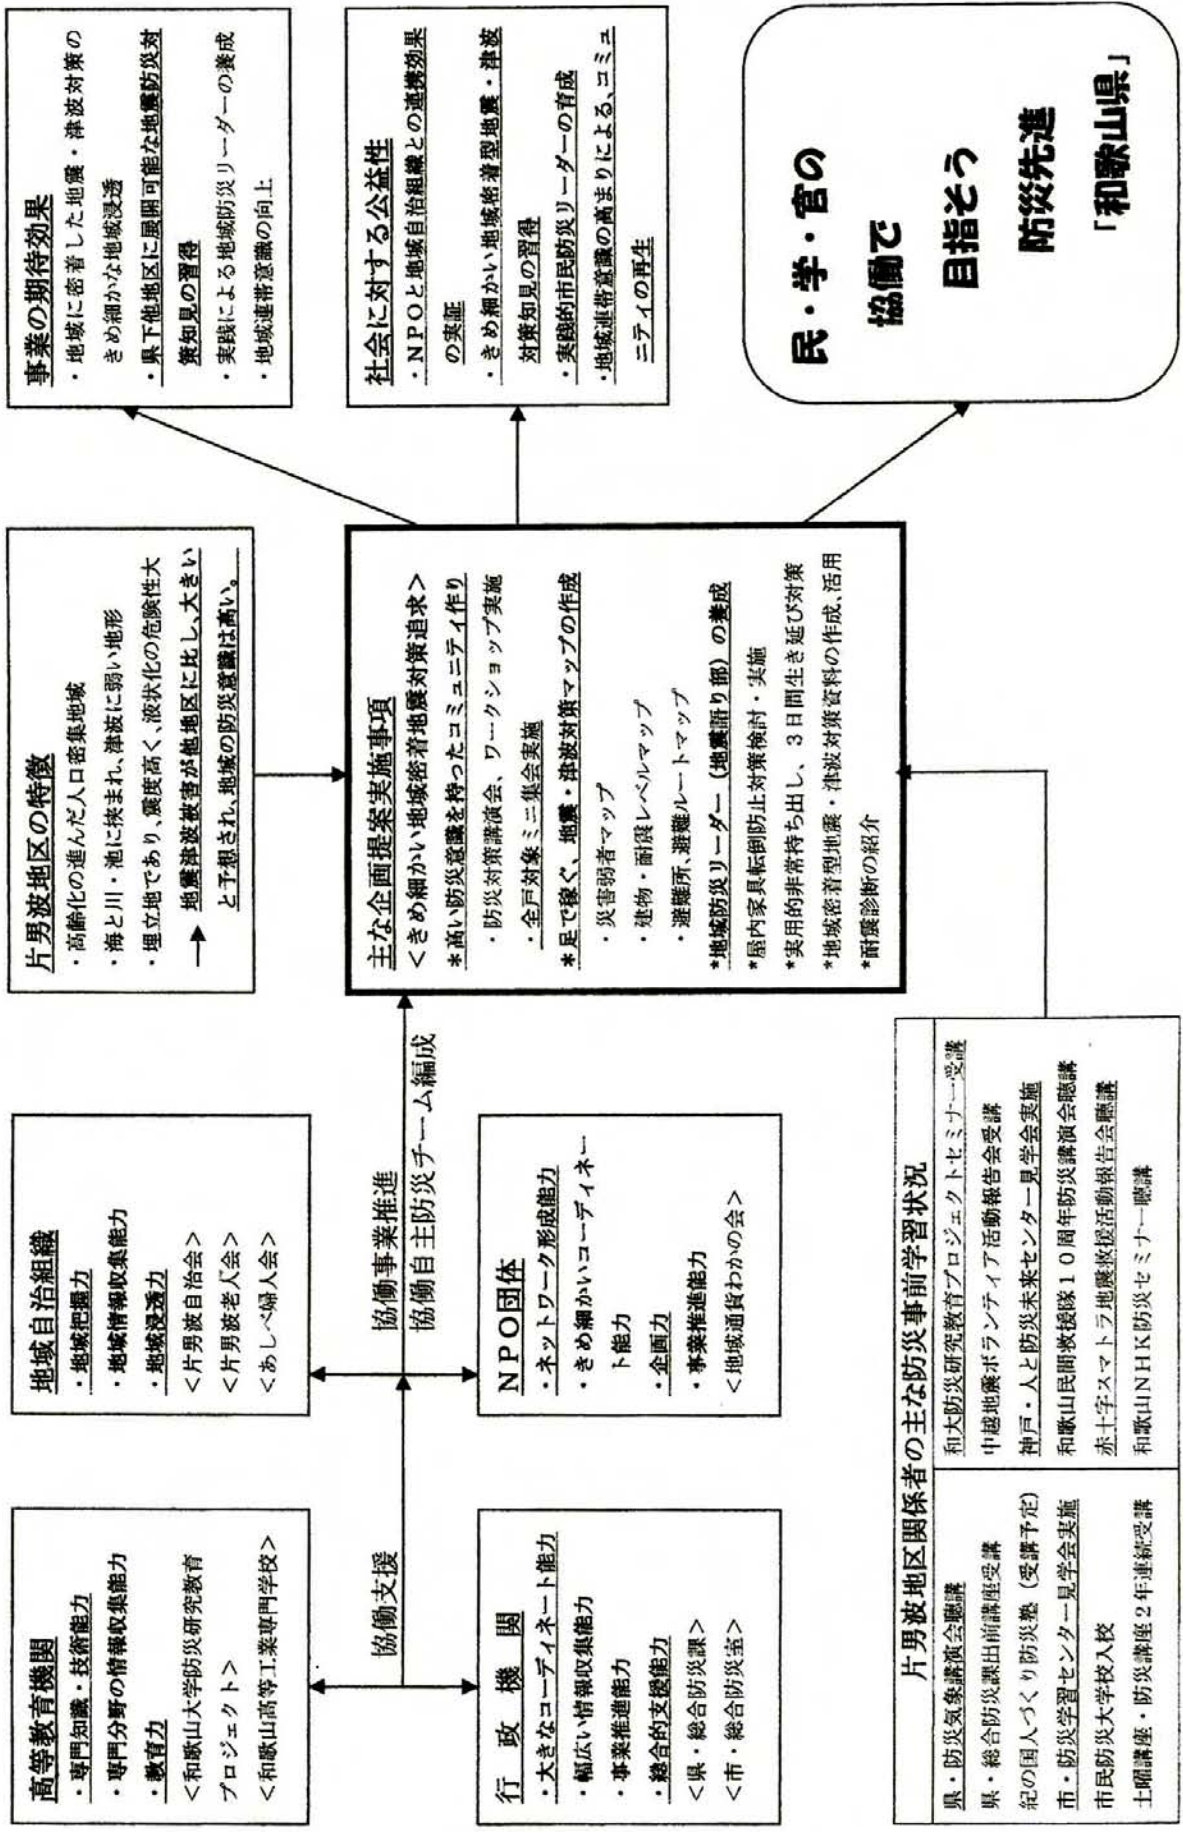 高等教育機関
・専門知識・技術能力
・専門分野の情報収集能力
・教育力
＜和歌山大学防災研究教育
プロジェクト＞
＜和歌山高等工業専門学校＞
行政機関
・大きなコーディネート能力
・幅広い情報収集能力
・事業推進能力
・総合的支援能力
＜県・総合防災課＞
＜市・総合防災室＞
協働支援
地域自治組織
・地域把握力
・地域情報収集能力
・地域浸透力
＜片男波自治会＞
＜片男波老人会＞
＜あしべ婦人会＞
協働事業推進
協働自主防災チーム編成
NPO団体
・ネットワーク形成能力
・きめ細かいコーディネー
ト能力
・企画力
・事業推進能力
＜地域通貨わかの会＞
片男波地区の特徴
・高齢化の進んだ人口密集地域
・海と川・池に挟まれ、津波に弱い地形
・埋立地であり、震度高く、液状化の危険性大
→ 地震津波被害が他地区に比し、大きい
と予想され、地域の防災意識は高い。
主な企画提案実施事項
＜きめ細かい地域密着地震対策追求＞
*高い防災意識を持ったコミュニティ作り
・防災対策講演会、ワークショップ実施
・全戸対象ミニ集会実施
*足で稼ぐ、地震・津波対策マップの作成
・災害弱者マップ
・建物・耐震レベルマップ
・避難所、避難ルートマップ
*地域防災リーダー（地震語り部）の養成
*屋内家具転倒防止対策検討・実施
*実用的非常持ち出し、3日間生き延び対策
*地域密着型地震・津波対策資料の作成、活用
*耐震診断の紹介
事業の期待効果
・地域に密着した地震・津波対策の
きめ細かな地域浸透
・県下他地区に展開可能な地震防災対
策知見の習得
・実践による地域防災リーダーの養成
・地域連帯意識の向上
社会に対する公益性
・NPOと地域自治組織との連携効果
の実証
・きめ細かい地域密着型地震・津波
対策知見の習得
・実践的市民防災リーダーの育成
・地域連帯意識の高まりによる、コミュ
ニティの再生
民・学・官の
協働で
目指そう
防災先進
「和歌山県」
片男波地区関係者の主な防災事前学習状況
県・防災気象講演会聴講
県・総合防災課出前講座受講
紀の国人づくり防災塾（受講予定）
市・防災学習センター見学会実施
市民防災大学校入校
土曜講座・防災講座2年連続受講
和大防災研究教育プロジェクトセミナー受講
中越地震ボランティア活動報告会受講
神戸・人と防災未来センター見学会実施
和歌山民間救援隊10周年防災講演会聴講
赤十字スマトラ地震救援活動報告会聴講
和歌山NHK防災セミナー聴講